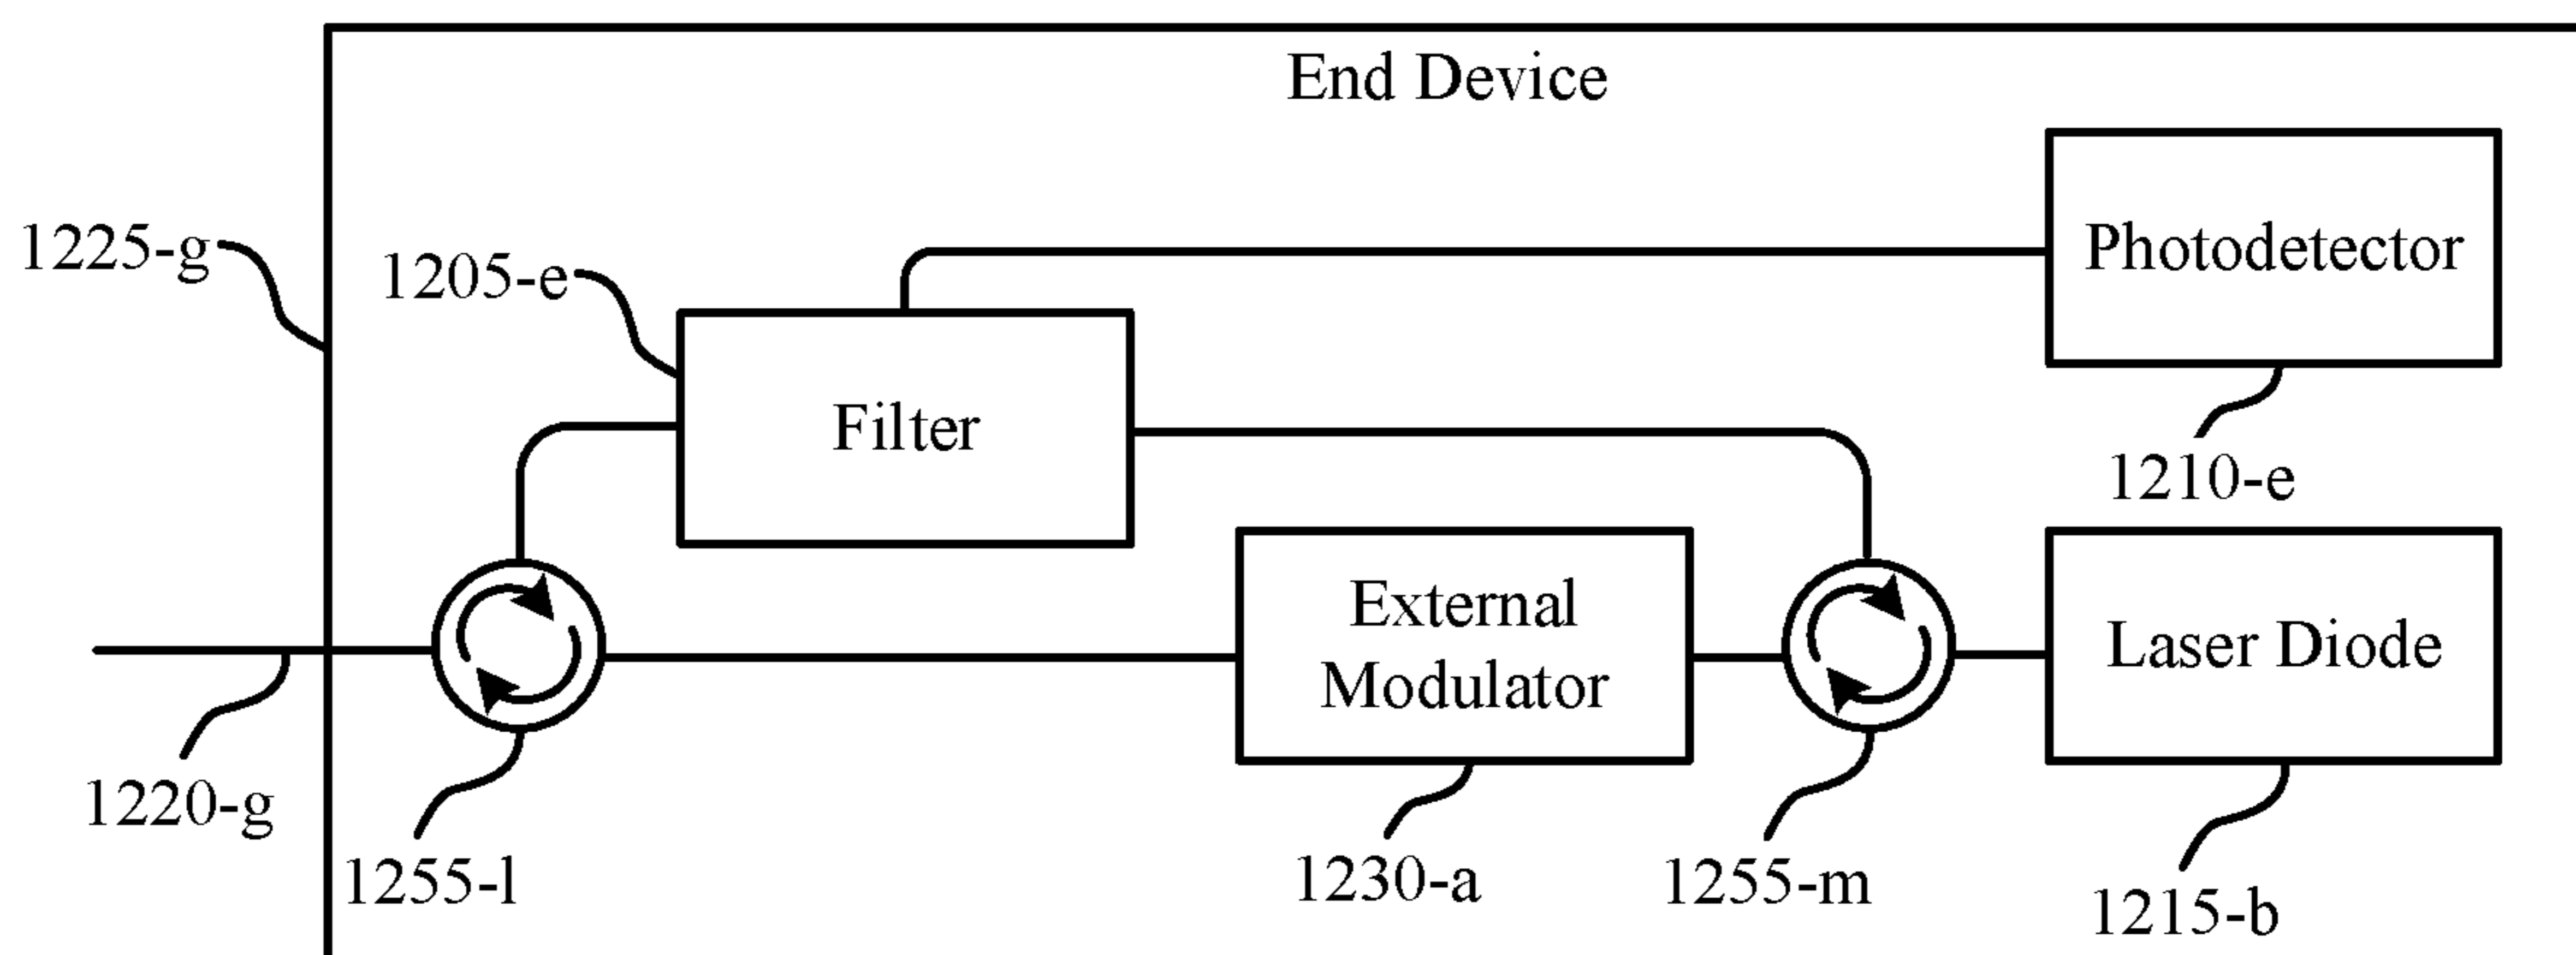 End Device
Photodetector
1225-g
1205-e
Filter
1210-e
External
Modulator
Laser Diode
1220-g
1255-l
1230-a
1255-m
1215-b